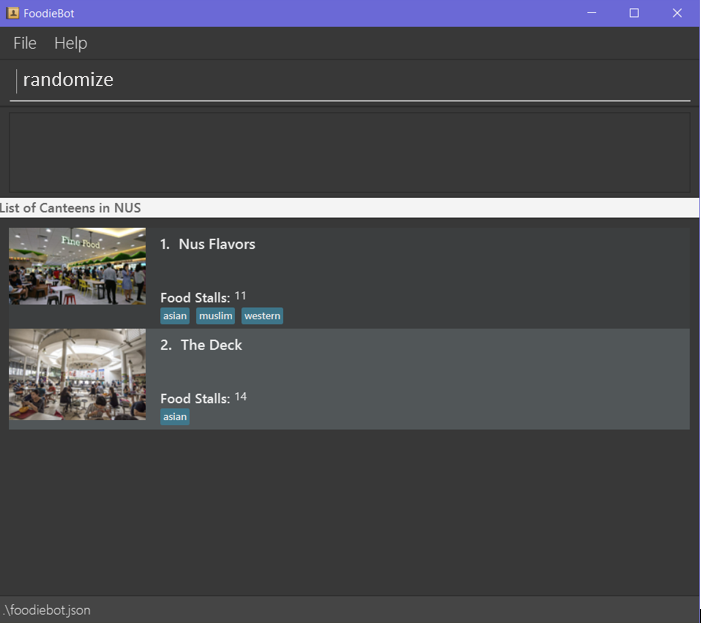 FoodieBot
File Help
randomize
List of Canteens in NUS
Fine Food
1. Nus Flavors
Food Stalls: 11
asian muslim western
2. The Deck
Food Stalls: 14
asian
.\foodiebot.json